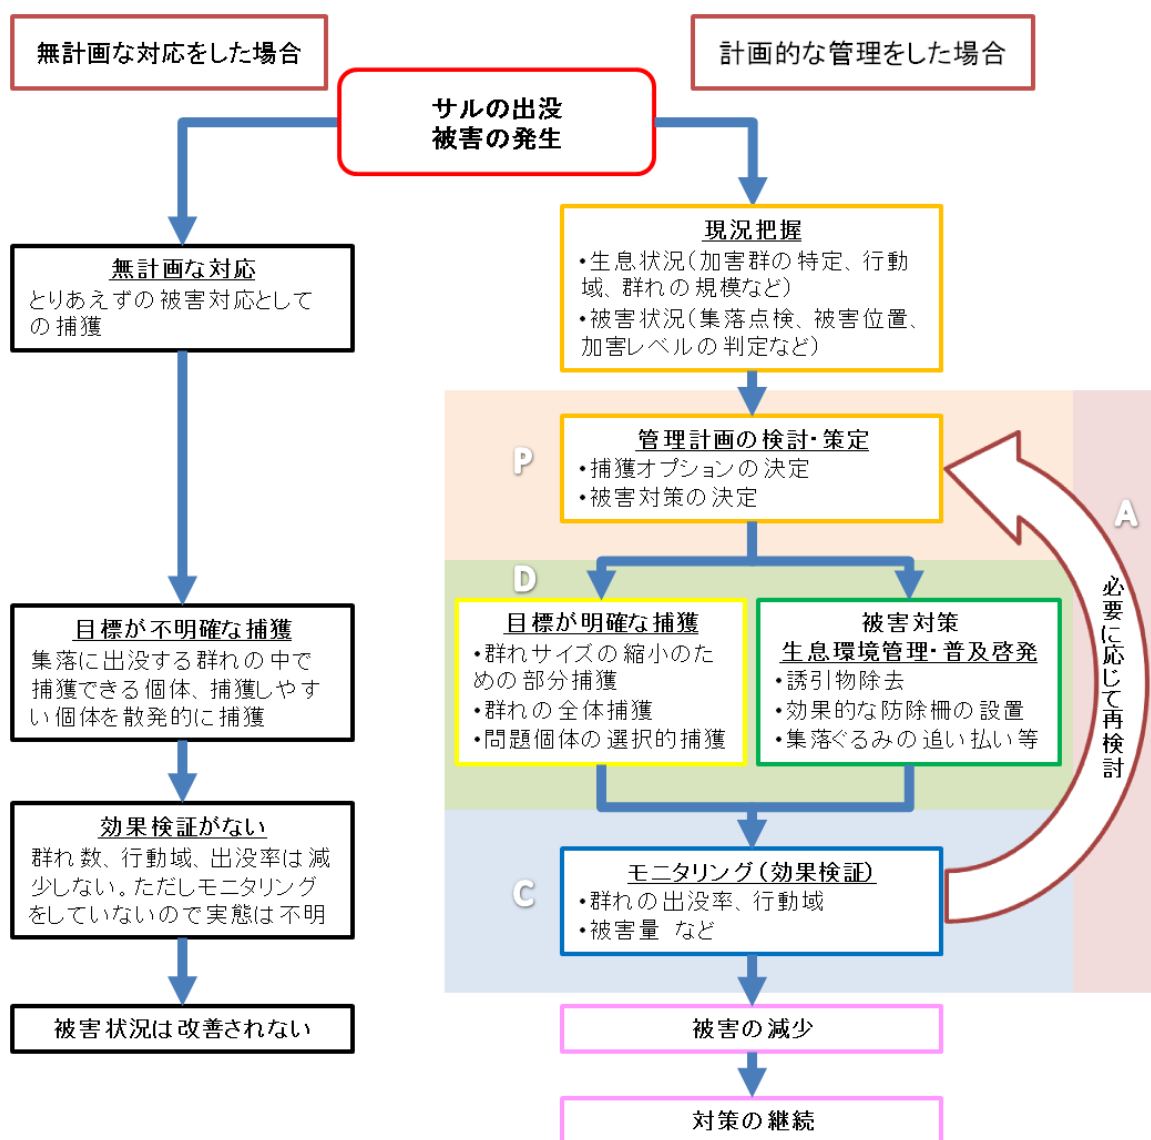 無計画な対応をした場合
計画的な管理をした場合
サルの出没
被害の発生
無計画な対応
とりあえずの被害対応として
の捕獲
目標が不明確な捕獲
集落に出没する群れの中で
捕獲できる個体、捕獲しやす
い個体を散発的に捕獲
効果検証がない
群れ数、行動域、出没率は減
少しない。ただしモニタリング
をしていないので実態は不明
被害状況は改善されない
現況把握
・生息状況(加害群の特定、行動
域、群れの規模など)
・被害状況(集落点検、被害位置、
加害レベルの判定など)
P
管理計画の検討・策定
・捕獲オプションの決定
・被害対策の決定
D
目標が明確な捕獲
・群れサイズの縮小のた
めの部分捕獲
・群れの全体捕獲
・問題個体の選択的捕獲
被害対策
生息環境管理・普及啓発
・誘引物除去
・効果的な防除柵の設置
・集落ぐるみの追い払い等
C
モニタリング(効果検証)
・群れの出没率、行動域
・被害量 など
A
必要に応じて再検討
被害の減少
対策の継続